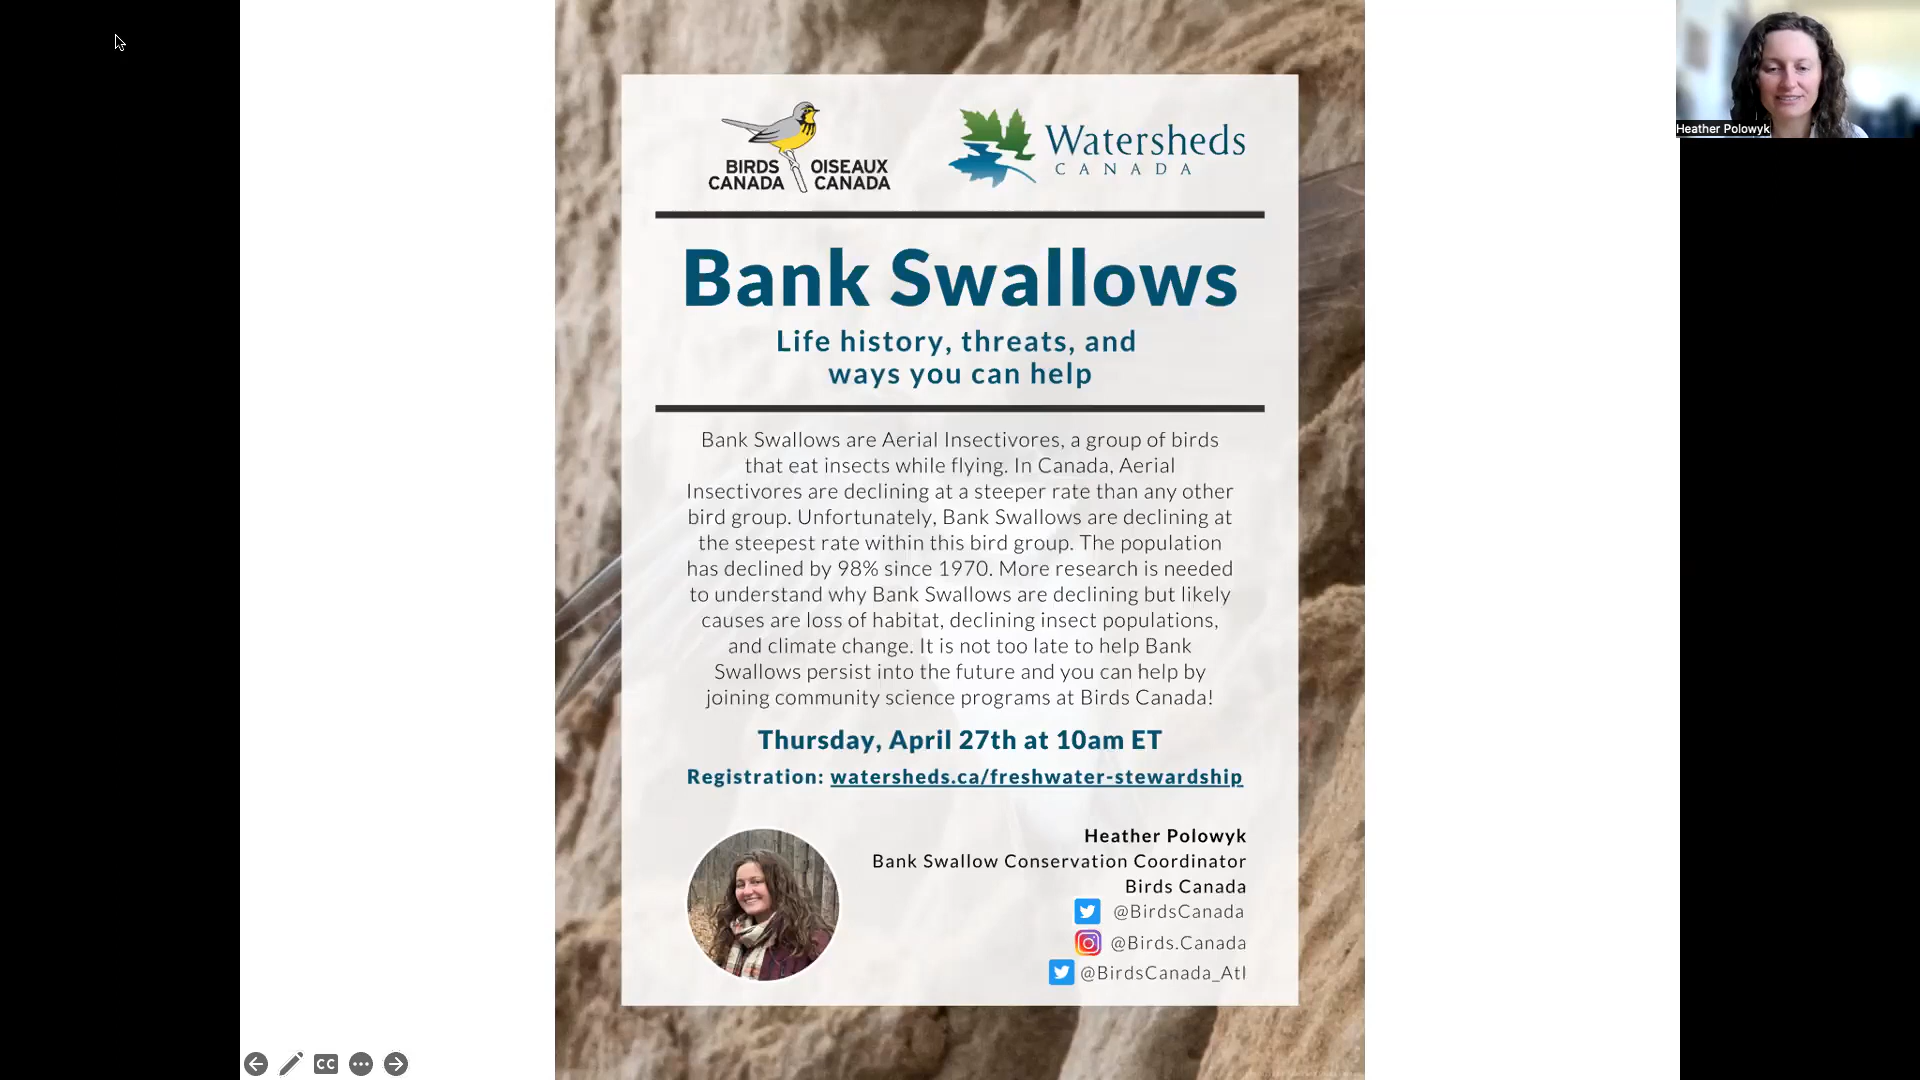 Heather Polowyk
BIRDS CANADA
OISEAUX CANADA
Watersheds
CANADA
Bank Swallows
Life history, threats, and
ways you can help
Bank Swallows are Aerial Insectivores, a group of birds
that eat insects while flying. In Canada, Aerial
Insectivores are declining at a steeper rate than any other
bird group. Unfortunately, Bank Swallows are declining at
the steepest rate within this bird group. The population
has declined by 98% since 1970. More research is needed
to understand why Bank Swallows are declining but likely
causes are loss of habitat, declining insect populations,
and climate change. It is not too late to help Bank
Swallows persist into the future and you can help by
joining community science programs at Birds Canada!
Thursday, April 27th at 10am ET
Registration: watersheds.ca/freshwater-stewardship
Heather Polowyk
Bank Swallow Conservation Coordinator
Birds Canada
@BirdsCanada
@Birds.Canada
@BirdsCanada_Atl
CC